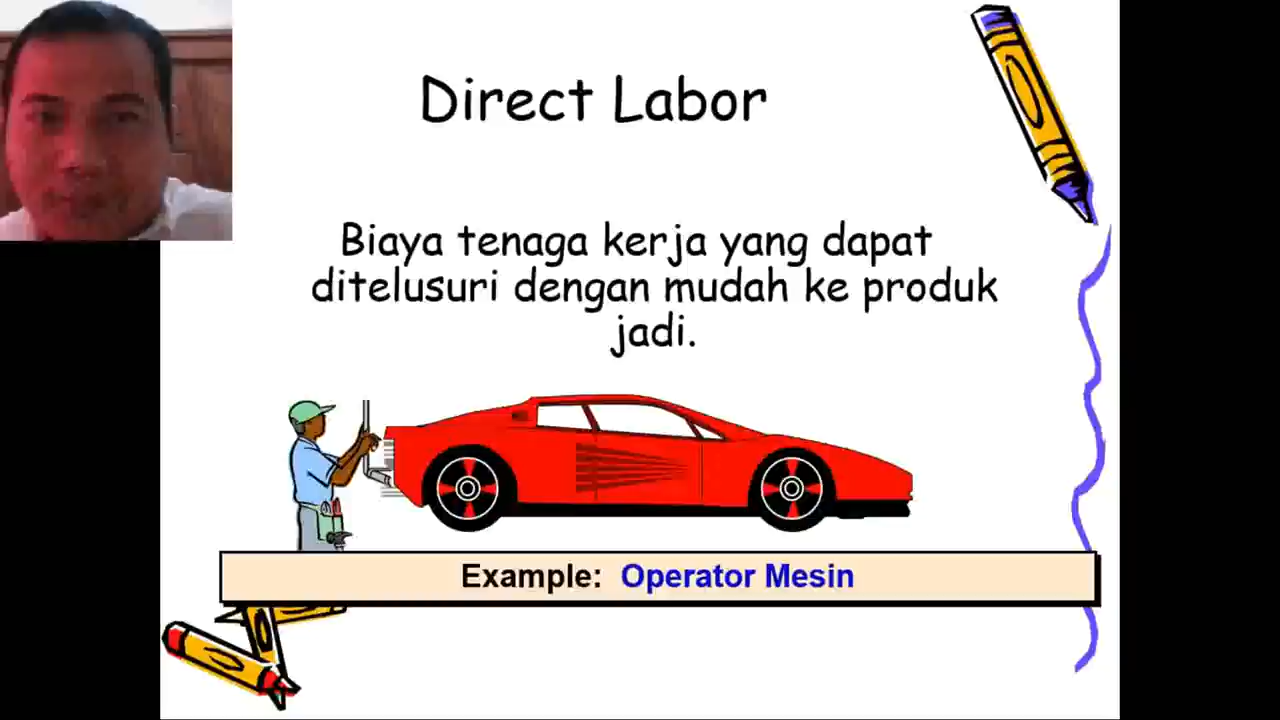 Direct Labor
Biaya tenaga kerja yang dapat
ditelusuri dengan mudah ke produk
jadi.
Example: Operator Mesin